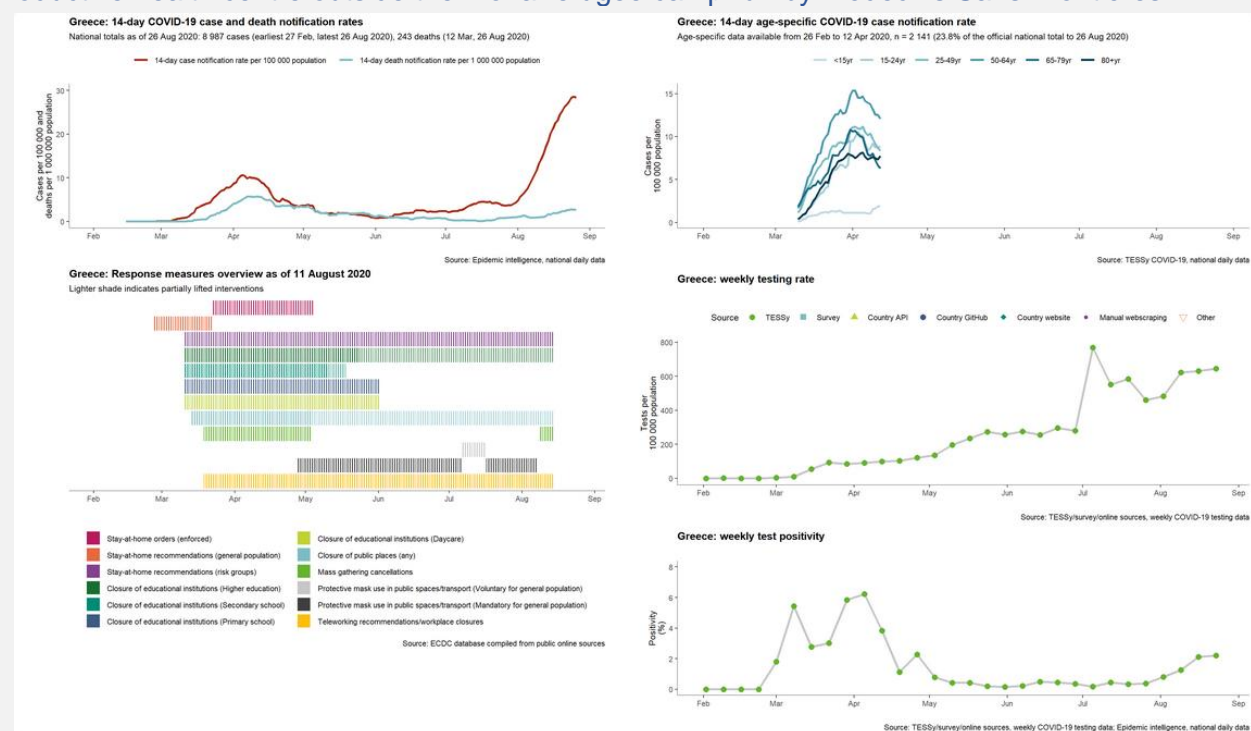 Greece: 14-day COVID-19 case and death notification rates
National totals as of 26 Aug 2020: 8 987 cases (earliest 27 Feb, latest 26 Aug 2020), 243 deaths (12 Mar, 26 Aug 2020)
14-day case notification rate per 100 000 population
14-day death notification rate per 1 000 000 population
Cases per 100 000 and
deaths per 1 000 000 population
30
20
10
0
Feb Mar Apr May Jun Jul Aug Sep
Source: Epidemic intelligence, national daily data
Greece: Response measures overview as of 11 August 2020
Lighter shade indicates partially lifted interventions
Feb Mar Apr May Jun Jul Aug Sep
Stay-at-home orders (enforced)
Stay-at-home recommendations (general population)
Stay-at-home recommendations (risk groups)
Closure of educational institutions (Higher education)
Closure of educational institutions (Secondary school)
Closure of educational institutions (Primary school)
Closure of educational institutions (Daycare)
Closure of public places (any)
Mass gathering cancellations
Protective mask use in public spaces/transport (Voluntary for general population)
Protective mask use in public spaces/transport (Mandatory for general population)
Teleworking recommendations/workplace closures
Source: ECDC database compiled from public online sources
Greece: 14-day age-specific COVID-19 case notification rate
Age-specific data available from 26 Feb to 12 Apr 2020, n = 2 141 (23.8% of the official national total to 26 Aug 2020)
<15yr 15-24yr 25-49yr 50-64yr 65-79yr 80+yr
Cases per
100 000 population
15
10
5
0
Feb Mar Apr May Jun Jul Aug Sep
Source: TESSy COVID-19, national daily data
Greece: weekly testing rate
Source TESSy Survey Country API Country GitHub Country website Manual webscraping Other
Tests per
100 000 population
800
600
400
200
0
Feb Mar Apr May Jun Jul Aug Sep
Source: TESSy/survey/online sources, weekly COVID-19 testing data
Greece: weekly test positivity
Positivity
(%)
8
6
4
2
0
Feb Mar Apr May Jun Jul Aug Sep
Source: TESSy/survey/online sources, weekly COVID-19 testing data; Epidemic intelligence, national daily data